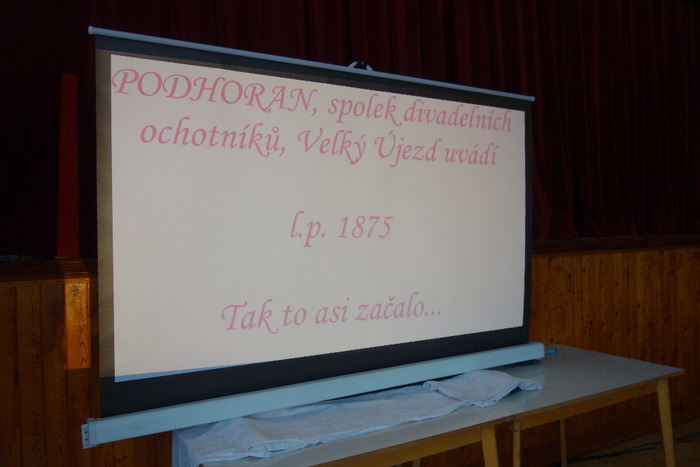 PODHORAN, spolek divadelních
ochotníků, Velký Újezd uvádí
l.p. 1875
Tak to asi začalo...